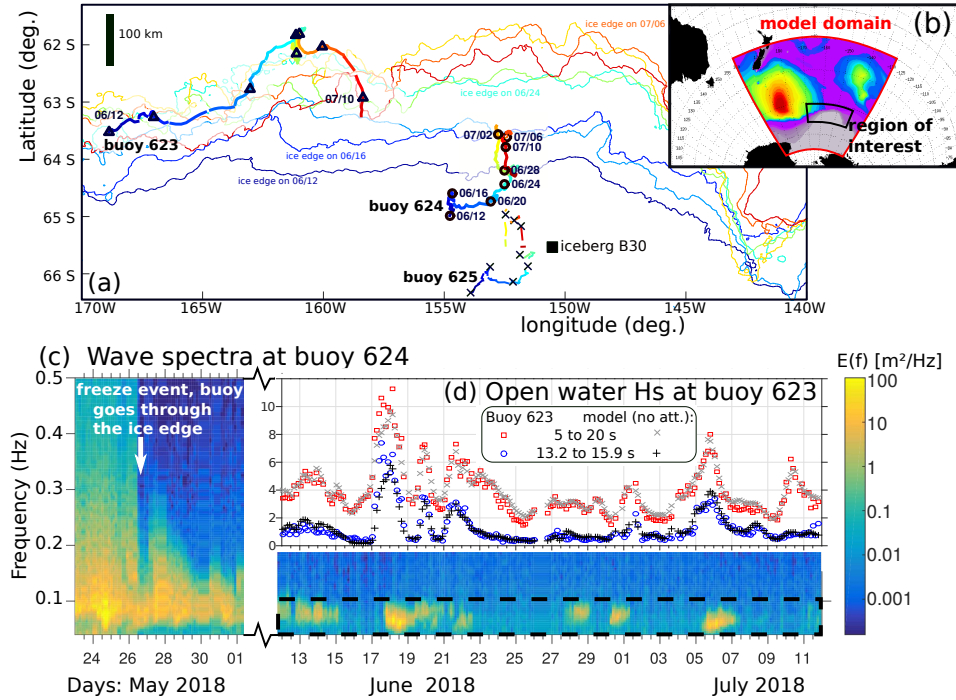 62 S
63 S
64 S
65 S
66 S
Latitude (deg.)
100 km
ice edge on 07/06
06/12
buoy 623
07/10
ice edge on 06/24
07/02
07/06
07/10
ice edge on 06/16
ice edge on 06/12
06/28
06/24
06/16
06/20
buoy 624
06/12
iceberg B30
buoy 625
(a)
170W
165W
160W
155W
150W
145W
140W
longitude (deg.)
model domain
(b)
region of
interest
(c) Wave spectra at buoy 624
E(f) [m²/Hz]
0.5
0.4
0.3
0.2
0.1
Frequency (Hz)
freeze event, buoy
goes through
the ice edge
(d) Open water Hs at buoy 623
10
8
6
4
2
0
Buoy 623 model (no att.):
5 to 20 s
13.2 to 15.9 s
100
10
1
0.1
0.01
0.001
24 26 28 30 01
13 15 17 19 21 23 25 27 29 01 03 05 07 09 11
Days: May 2018
June 2018
July 2018